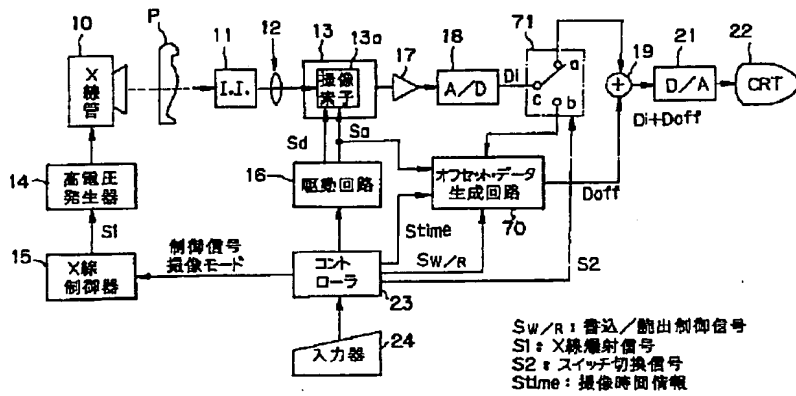 10
P
11
12
13
13a
17
18
71
19
21
22
X線管
I.I.
撮像素子
A/D
Di
a
c
b
D/A
CRT
Di+Doff
Sd
Sa
14
高電圧発生器
16
駆動回路
オフセット・データ生成回路
70
Doff
S1
Stime
15
X線制御器
制御信号
撮像モード
コントローラ
23
SW/R
S2
入力器
24
SW/R：書込／読出制御信号
S1：X線爆射信号
S2：スイッチ切換信号
Stime：撮像時間情報